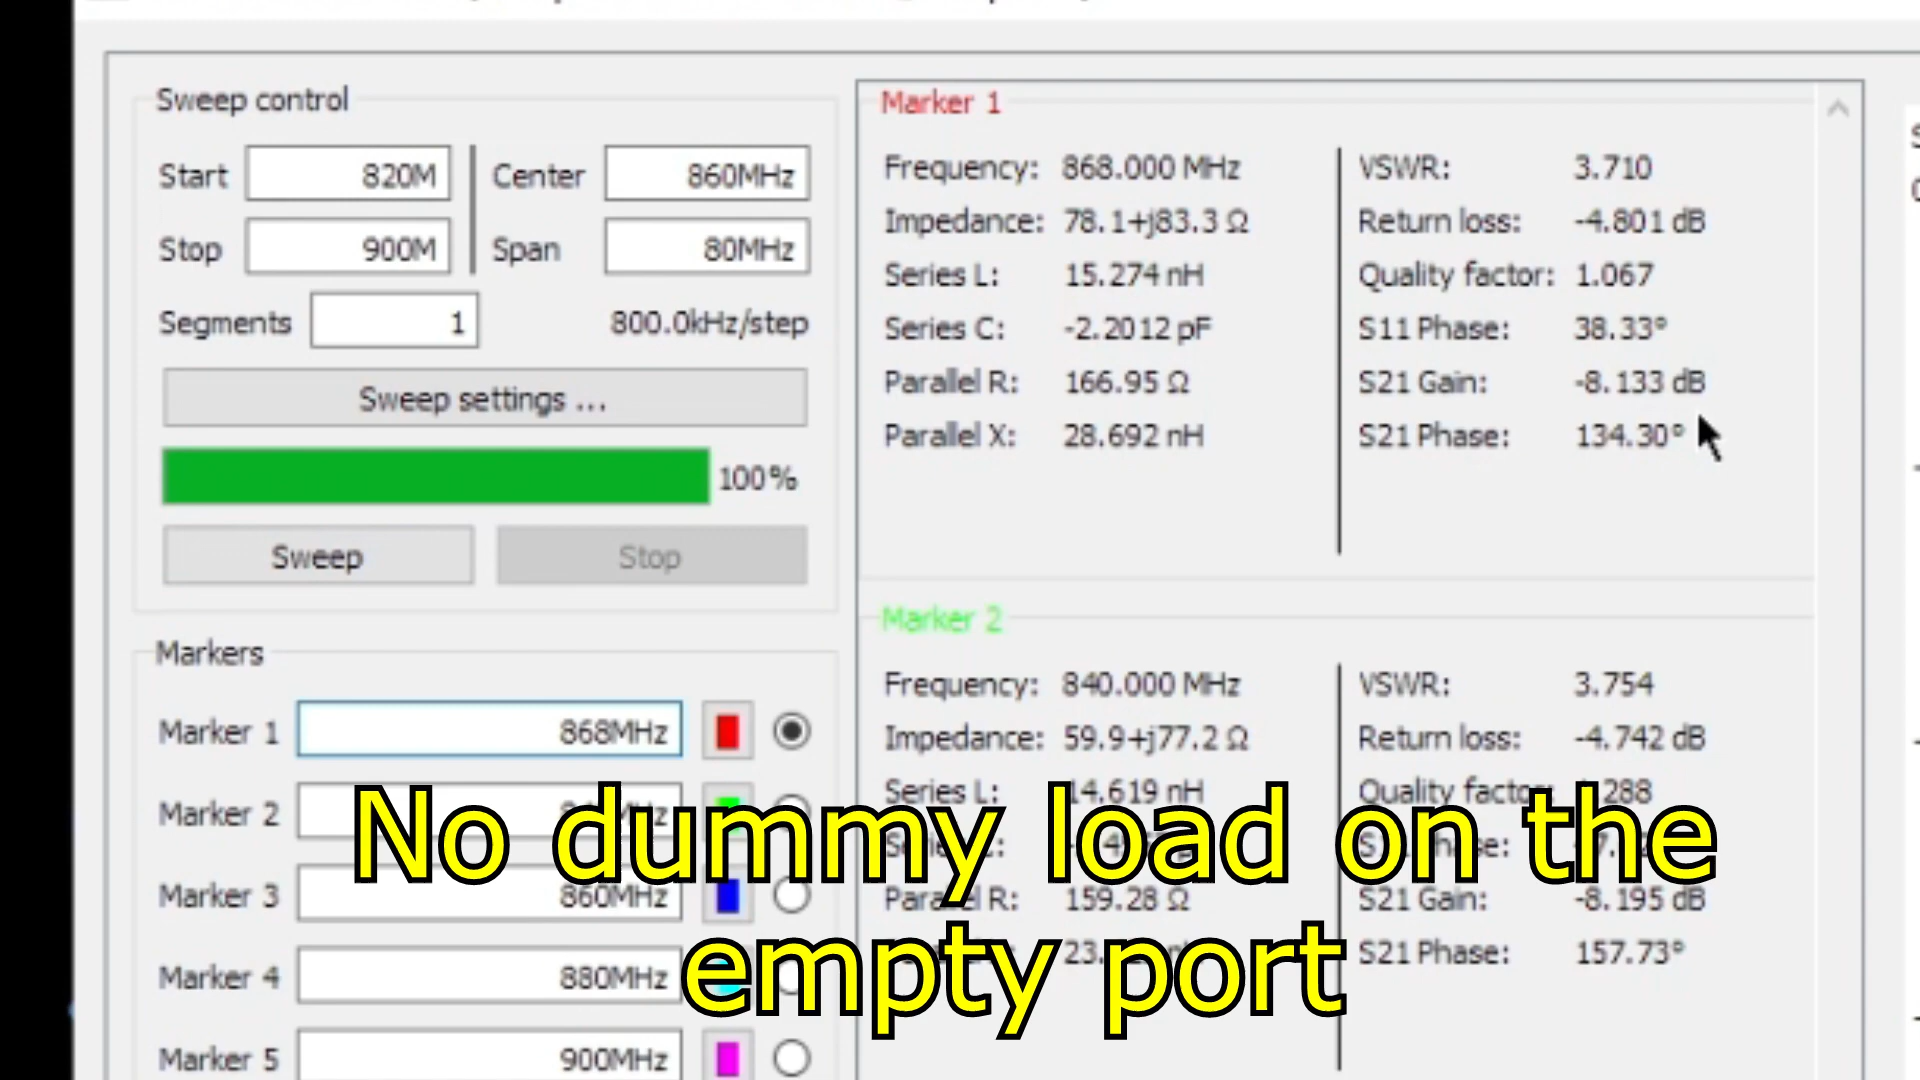 Sweep control
Start 820M Center 860MHz
Stop 900M Span 80MHz
Segments 1 800.0kHz/step
Sweep settings ...
100%
Sweep Stop
Markers
Marker 1 868MHz
Marker 2
Marker 3 860MHz
Marker 4 880MHz
Marker 5 900MHz
Marker 1
Frequency: 868.000 MHz VSWR: 3.710
Impedance: 78.1+j83.3 Ω Return loss: -4.801 dB
Series L: 15.274 nH Quality factor: 1.067
Series C: -2.2012 pF S11 Phase: 38.33°
Parallel R: 166.95 Ω S21 Gain: -8.133 dB
Parallel X: 28.692 nH S21 Phase: 134.30°
Marker 2
Frequency: 840.000 MHz VSWR: 3.754
Impedance: 59.9+j77.2 Ω Return loss: -4.742 dB
Series L: 14.619 nH Quality
R: 159.28 Ω S21 Gain: -8.195 dB
S21 Phase: 157.73°
No dummy load on the
empty port